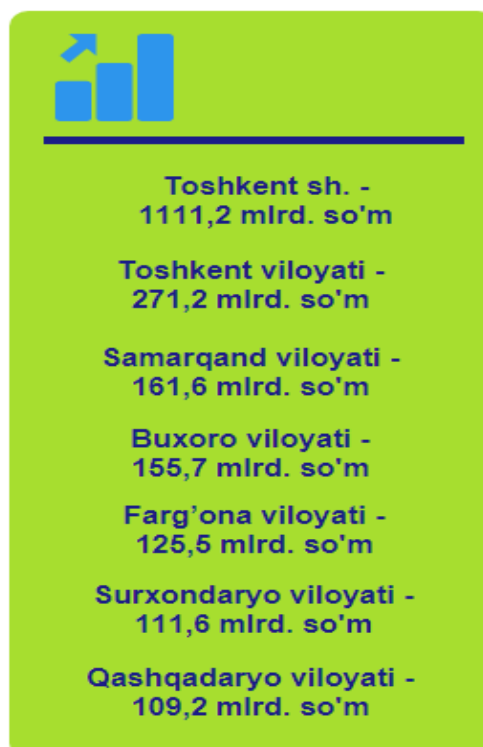 Toshkent sh. -
1111,2 mlrd. so'm
Toshkent viloyati -
271,2 mlrd. so'm
Samarqand viloyati -
161,6 mlrd. so'm
Buxoro viloyati -
155,7 mlrd. so'm
Farg’ona viloyati -
125,5 mlrd. so'm
Surxondaryo viloyati -
111,6 mlrd. so'm
Qashqadaryo viloyati -
109,2 mlrd. so'm